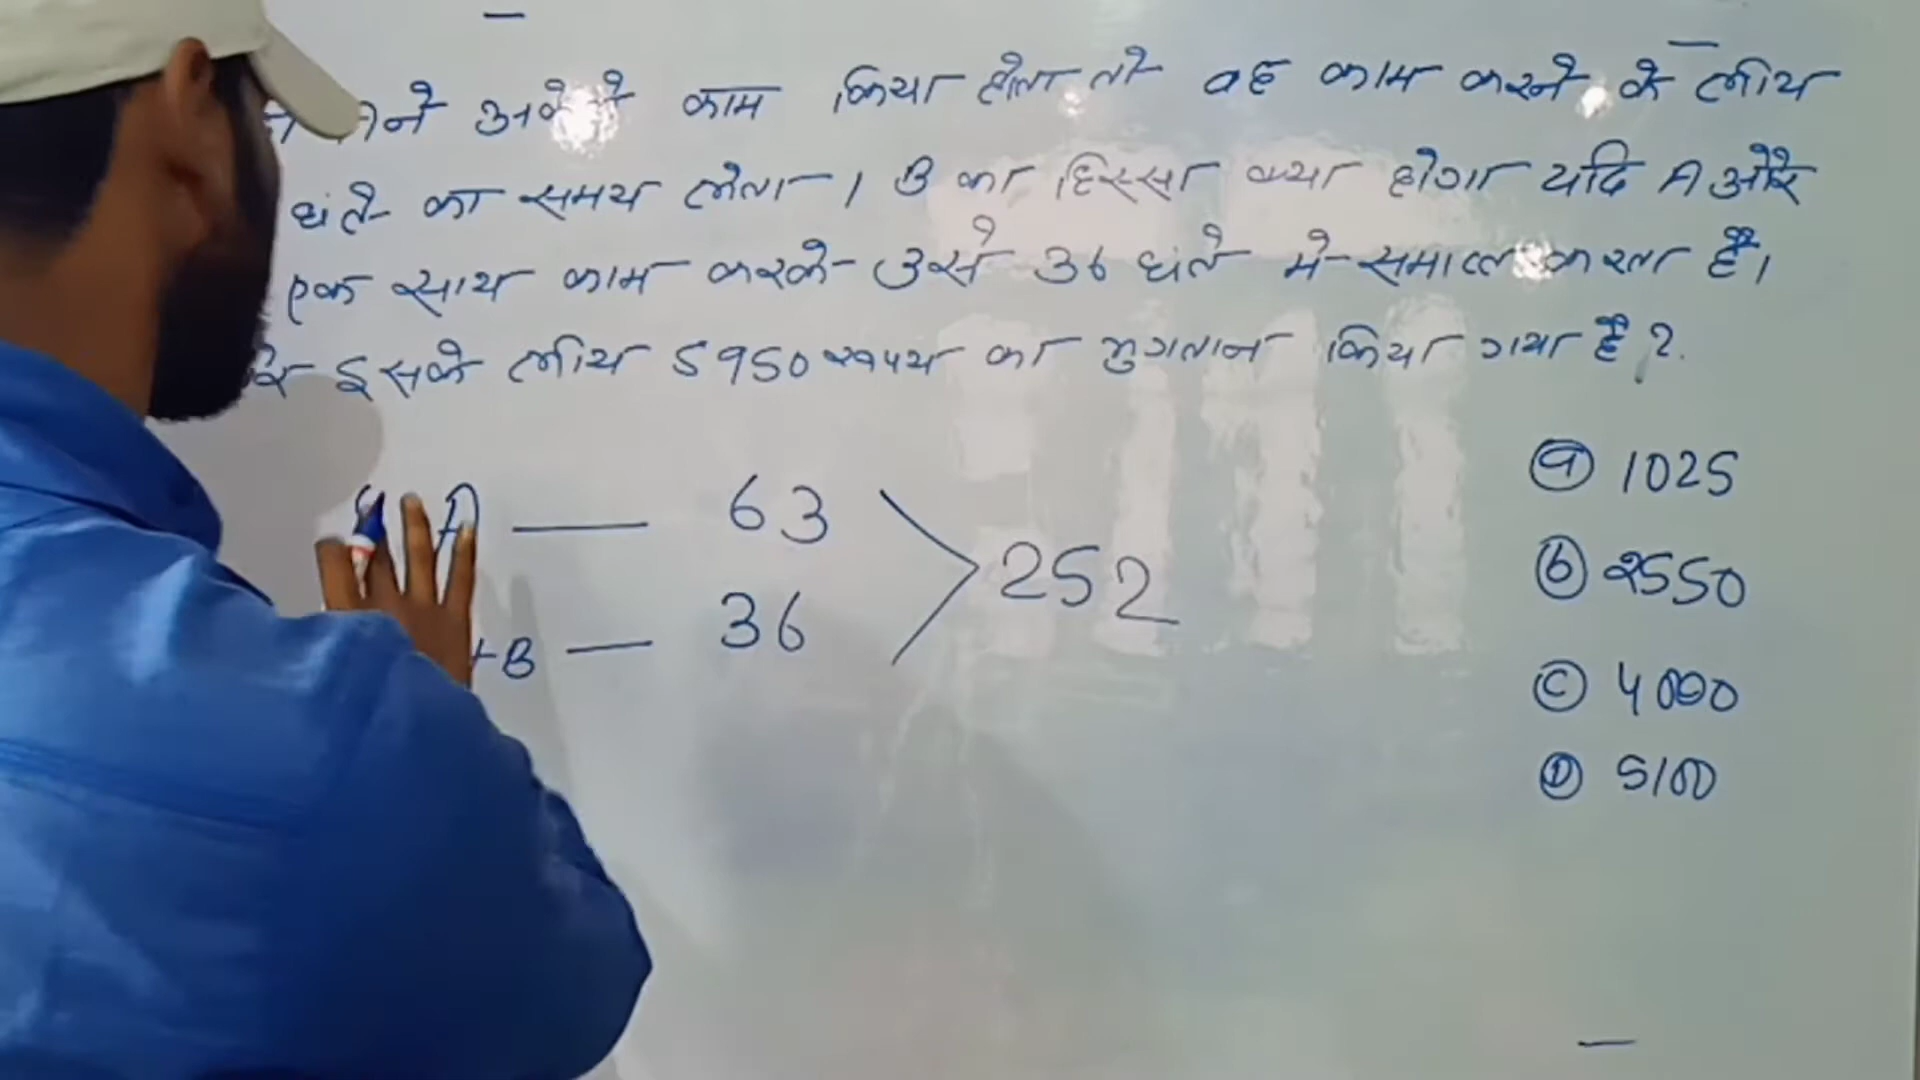 ने अकेले काम किया होता तो वह काम करने के लीय
घंते का समय लेता। B का हिस्सा क्या होगा यदि A और
एक साथ काम करके उसे 36 घंते मे समाप्त करता है।
इसके लीय 5950 रूपय का भुगतान किया गया है?
A — 63
252
+B — 36
(a) 1025
(b) 2550
(c) 4000
(D) 5100